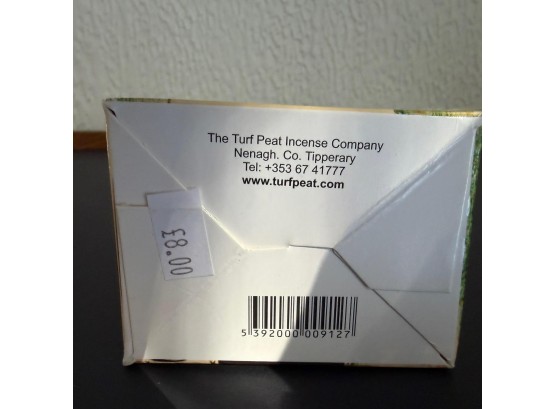 The Turf Peat Incense Company
Nenagh. Co. Tipperary
Tel: +353 67 41777
www.turfpeat.com
£8.00
5 392000 009127